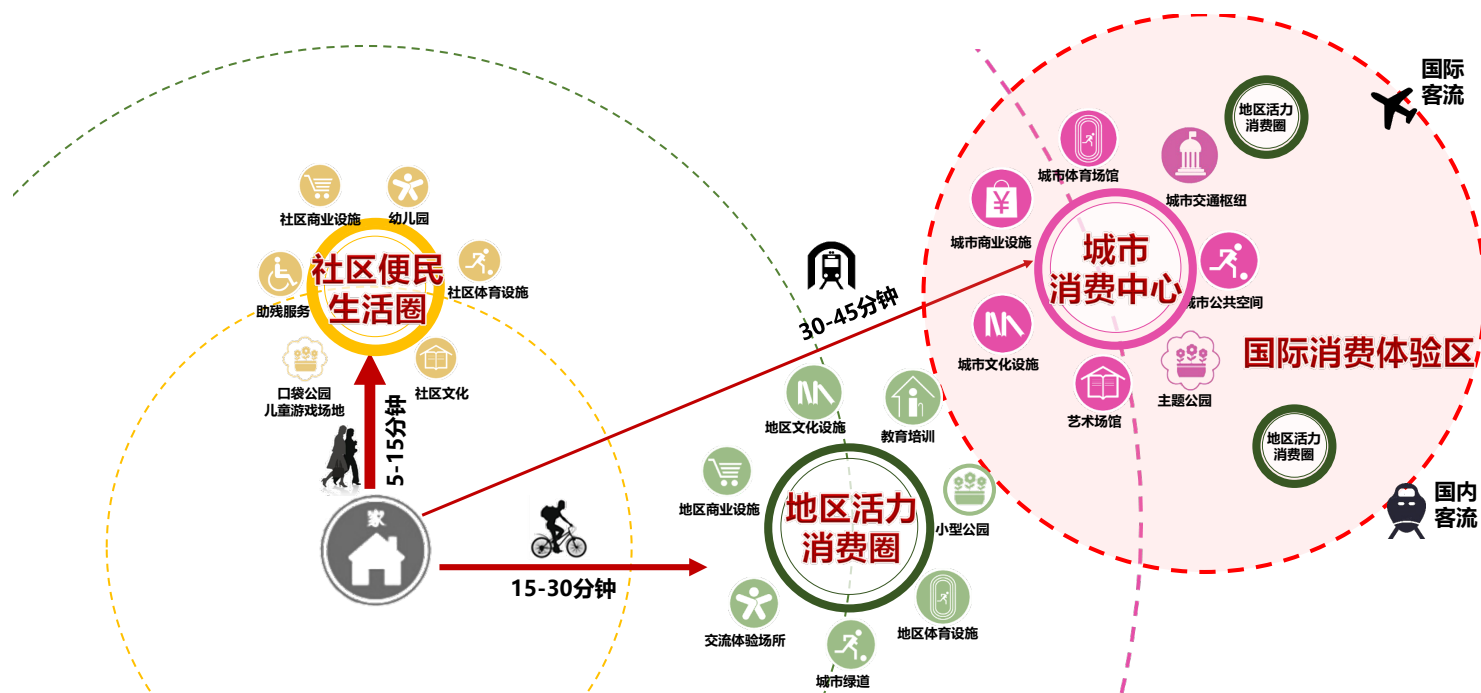 国际
客流
地区活力
消费圈
城市体育场馆
城市交通枢纽
城市商业设施
城市
消费中心
城市公共空间
城市文化设施
国际消费体验区
主题公园
艺术场馆
地区活力
消费圈
国内
客流
社区商业设施
幼儿园
社区便民
生活圈
社区体育设施
助残服务
口袋公园
儿童游戏场地
社区文化
5-15分钟
家
30-45分钟
15-30分钟
地区文化设施
教育培训
地区商业设施
地区活力
消费圈
小型公园
交流体验场所
地区体育设施
城市绿道